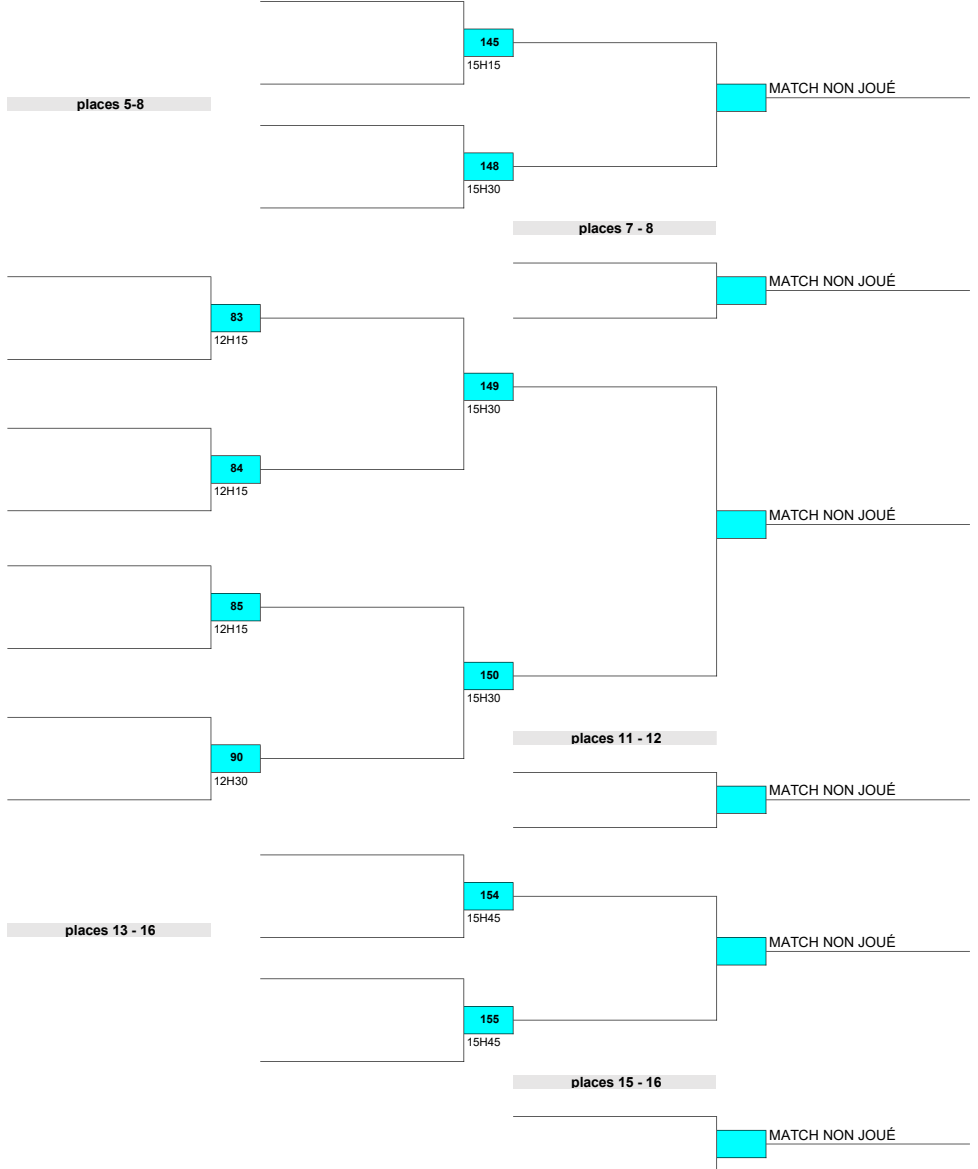 145
15H15
MATCH NON JOUÉ
places 5-8
148
15H30
places 7 - 8
MATCH NON JOUÉ
83
12H15
149
15H30
84
12H15
MATCH NON JOUÉ
85
12H15
150
15H30
places 11 - 12
90
12H30
MATCH NON JOUÉ
154
15H45
places 13 - 16
MATCH NON JOUÉ
155
15H45
places 15 - 16
MATCH NON JOUÉ